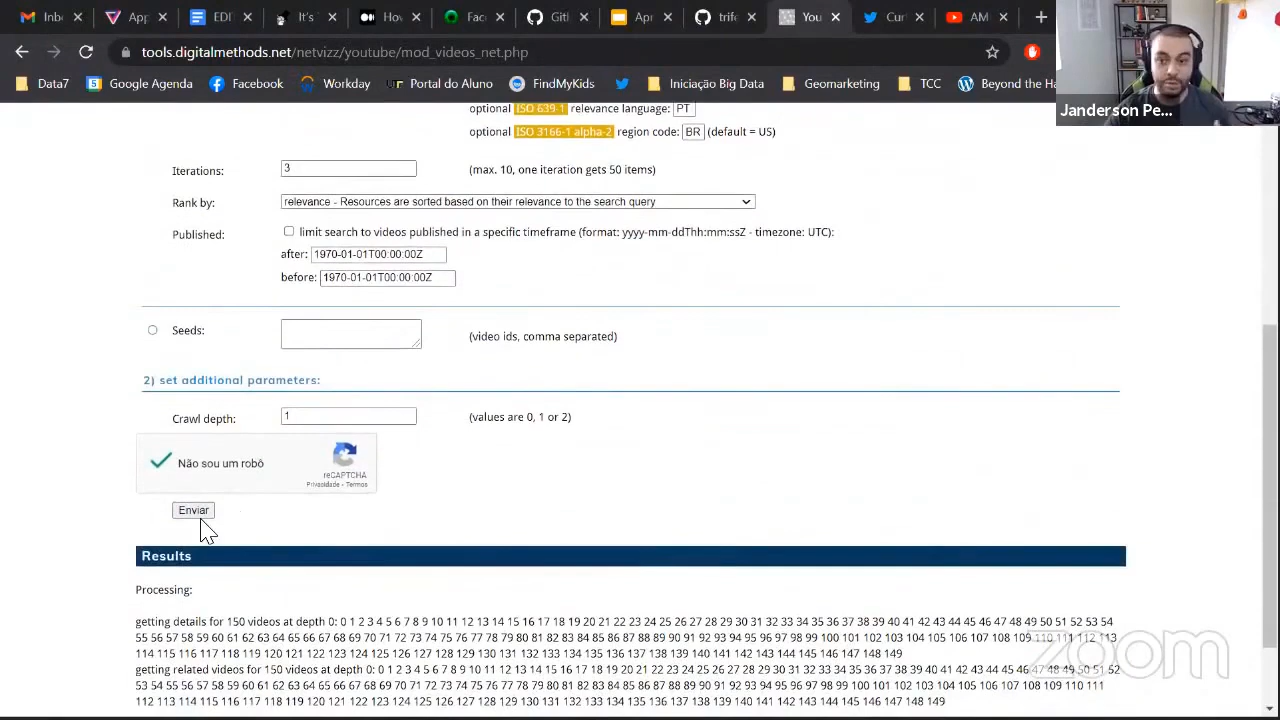 Inbo
App
EDIT
It's
Hov
Fac
Gitl
Ap
trife
You
Cur
AM
tools.digitalmethods.net/netvizz/youtube/mod_videos_net.php
Data7
Google Agenda
Facebook
Workday
Portal do Aluno
FindMyKids
Iniciação Big Data
Geomarketing
TCC
Beyond the Ha
Janderson Pe...
optional ISO 639-1 relevance language: PT
optional ISO 3166-1 alpha-2 region code: BR (default = US)
Iterations: 3 (max. 10, one iteration gets 50 items)
Rank by: relevance - Resources are sorted based on their relevance to the search query
Published: limit search to videos published in a specific timeframe (format: yyyy-mm-ddThh:mm:ssZ - timezone: UTC):
after: 1970-01-01T00:00:00Z
before: 1970-01-01T00:00:00Z
Seeds: (video ids, comma separated)
2) set additional parameters:
Crawl depth: 1 (values are 0, 1 or 2)
Não sou um robô
reCAPTCHA
Privacidade - Termos
Enviar
Results
Processing:
getting details for 150 videos at depth 0: 0 1 2 3 4 5 6 7 8 9 10 11 12 13 14 15 16 17 18 19 20 21 22 23 24 25 26 27 28 29 30 31 32 33 34 35 36 37 38 39 40 41 42 43 44 45 46 47 48 49 50 51 52 53 54
55 56 57 58 59 60 61 62 63 64 65 66 67 68 69 70 71 72 73 74 75 76 77 78 79 80 81 82 83 84 85 86 87 88 89 90 91 92 93 94 95 96 97 98 99 100 101 102 103 104 105 106 107 108 109 110 111 112 113
114 115 116 117 118 119 120 121 122 123 124 125 126 127 128 129 130 131 132 133 134 135 136 137 138 139 140 141 142 143 144 145 146 147 148 149
getting related videos for 150 videos at depth 0: 0 1 2 3 4 5 6 7 8 9 10 11 12 13 14 15 16 17 18 19 20 21 22 23 24 25 26 27 28 29 30 31 32 33 34 35 36 37 38 39 40 41 42 43 44 45 46 47 48 49 50 51 52
53 54 55 56 57 58 59 60 61 62 63 64 65 66 67 68 69 70 71 72 73 74 75 76 77 78 79 80 81 82 83 84 85 86 87 88 89 90 91 92 93 94 95 96 97 98 99 100 101 102 103 104 105 106 107 108 109 110 111
112 113 114 115 116 117 118 119 120 121 122 123 124 125 126 127 128 129 130 131 132 133 134 135 136 137 138 139 140 141 142 143 144 145 146 147 148 149
zoom